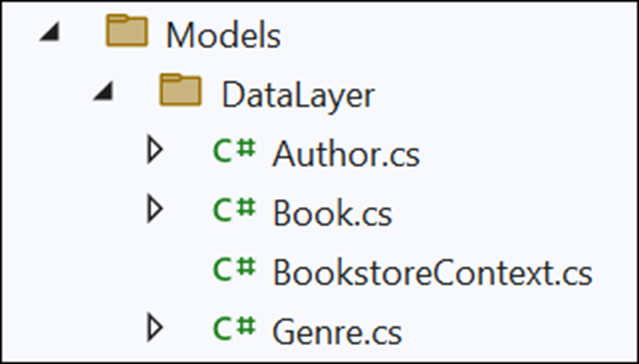 Models
DataLayer
C# Author.cs
C# Book.cs
C# BookstoreContext.cs
C# Genre.cs